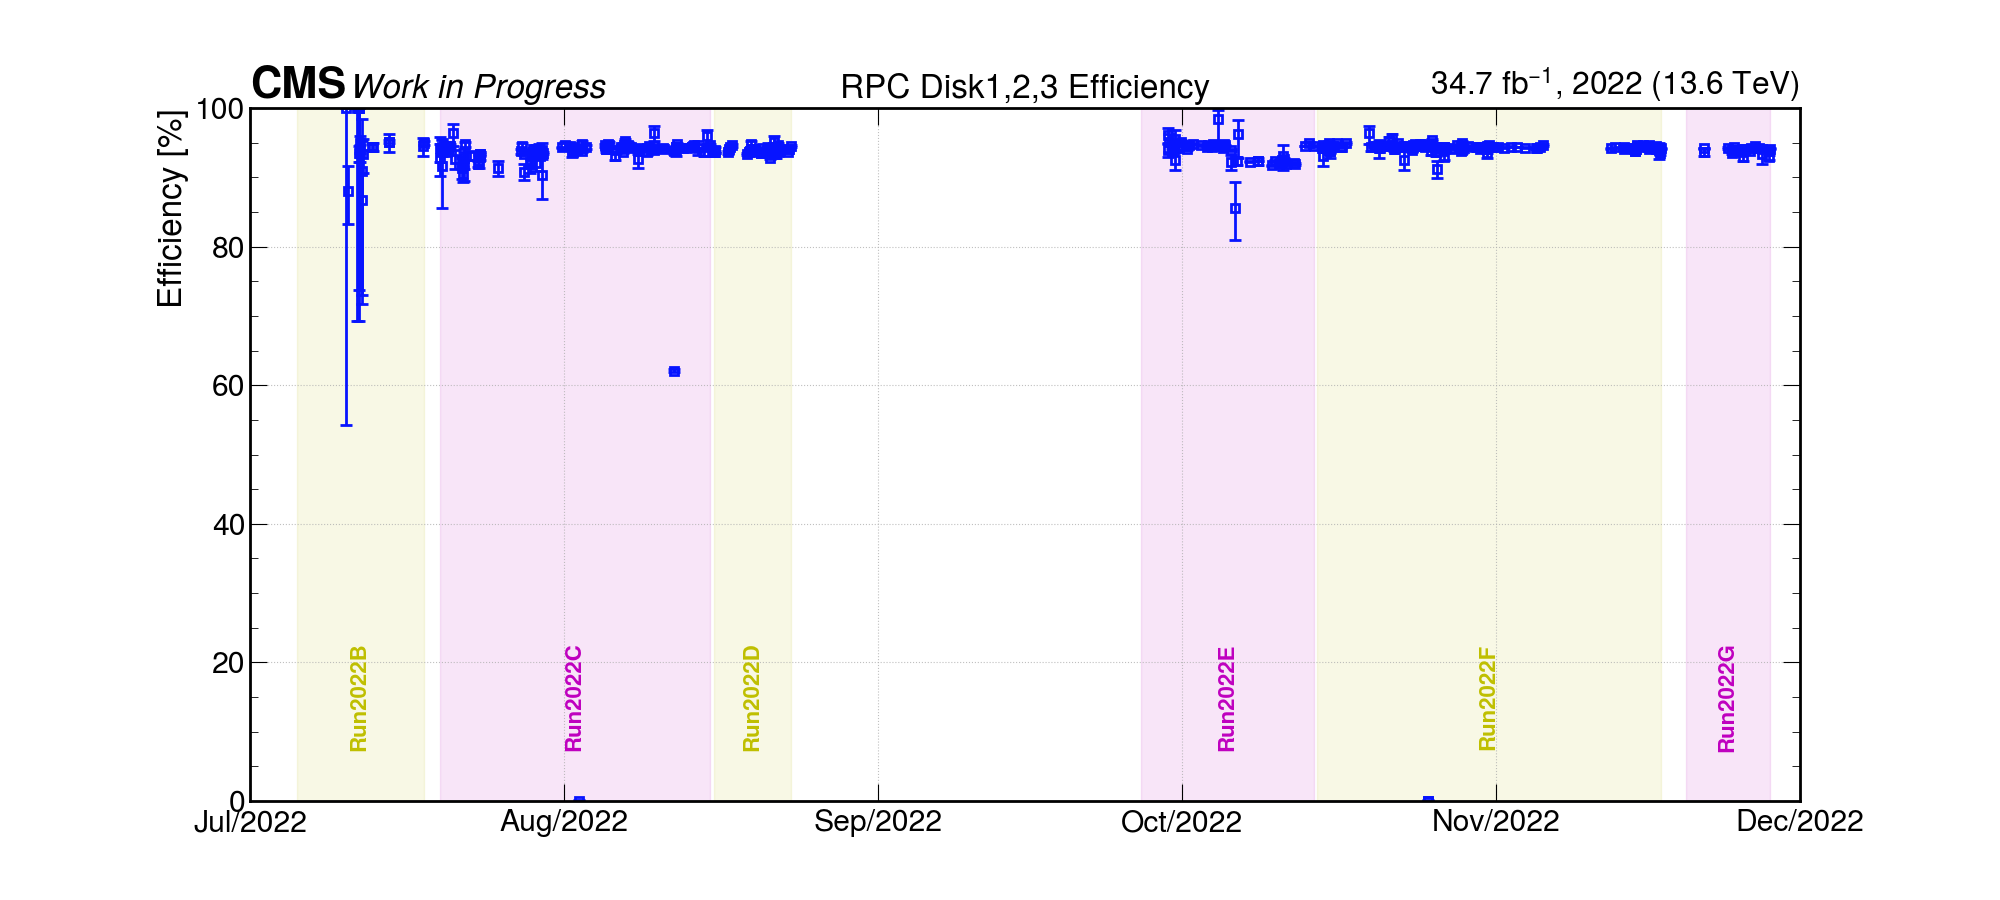 CMS Work in Progress RPC Disk1,2,3 Efficiency 34.7 fb⁻¹, 2022 (13.6 TeV)
Efficiency [%]
100
80
60
40
20
0
Run2022B
Run2022C
Run2022D
Run2022E
Run2022F
Run2022G
Jul/2022 Aug/2022 Sep/2022 Oct/2022 Nov/2022 Dec/2022